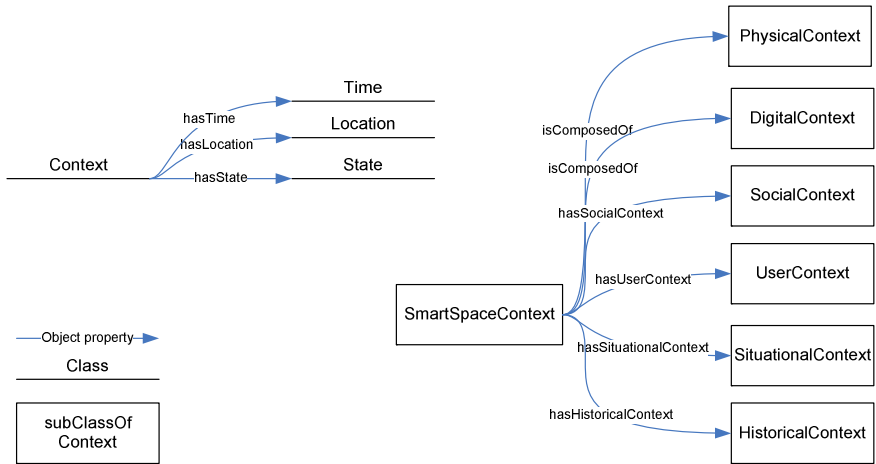 Context
hasTime
hasLocation
hasState
Time
Location
State
Object property
Class
subClassOf
Context
SmartSpaceContext
isComposedOf
isComposedOf
hasSocialContext
hasUserContext
hasSituationalContext
hasHistoricalContext
PhysicalContext
DigitalContext
SocialContext
UserContext
SituationalContext
HistoricalContext